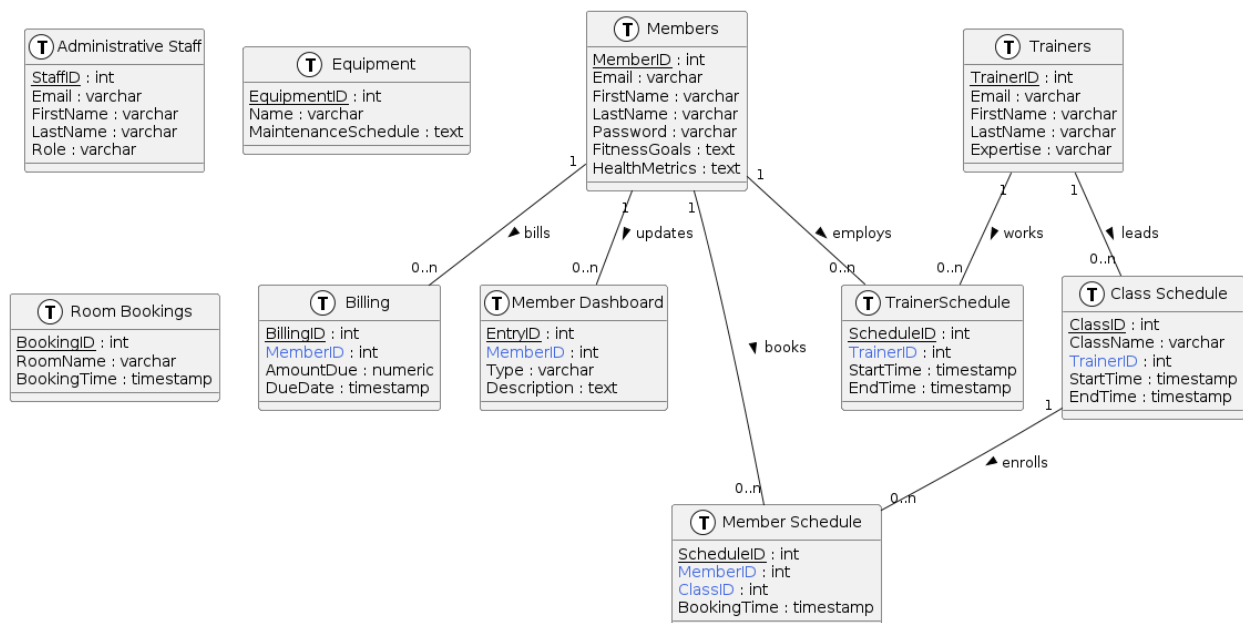 T Administrative Staff
StaffID : int
Email : varchar
FirstName : varchar
LastName : varchar
Role : varchar
T Equipment
EquipmentID : int
Name : varchar
MaintenanceSchedule : text
T Members
MemberID : int
Email : varchar
FirstName : varchar
LastName : varchar
Password : varchar
FitnessGoals : text
HealthMetrics : text
T Trainers
TrainerID : int
Email : varchar
FirstName : varchar
LastName : varchar
Expertise : varchar
1
1
1
1
1
1
bills
updates
employs
works
leads
0..n
0..n
0..n
0..n
0..n
T Room Bookings
BookingID : int
RoomName : varchar
BookingTime : timestamp
T Billing
BillingID : int
MemberID : int
AmountDue : numeric
DueDate : timestamp
T Member Dashboard
EntryID : int
MemberID : int
Type : varchar
Description : text
T TrainerSchedule
ScheduleID : int
TrainerID : int
StartTime : timestamp
EndTime : timestamp
T Class Schedule
ClassID : int
ClassName : varchar
TrainerID : int
StartTime : timestamp
EndTime : timestamp
books
1
enrolls
0..n
0..n
T Member Schedule
ScheduleID : int
MemberID : int
ClassID : int
BookingTime : timestamp